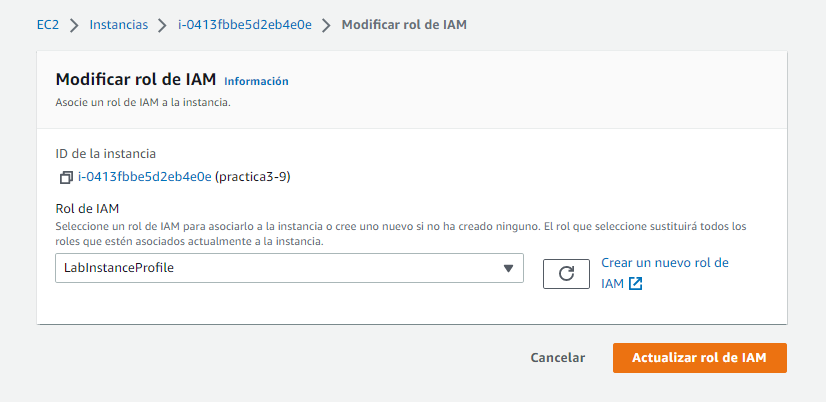 EC2 > Instancias > i-0413fbbe5d2eb4e0e > Modificar rol de IAM
Modificar rol de IAM Información
Asocie un rol de IAM a la instancia.
ID de la instancia
i-0413fbbe5d2eb4e0e (practica3-9)
Rol de IAM
Seleccione un rol de IAM para asociarlo a la instancia o cree uno nuevo si no ha creado ninguno. El rol que seleccione sustituirá todos los
roles que estén asociados actualmente a la instancia.
LabInstanceProfile
Crear un nuevo rol de
IAM
Cancelar
Actualizar rol de IAM